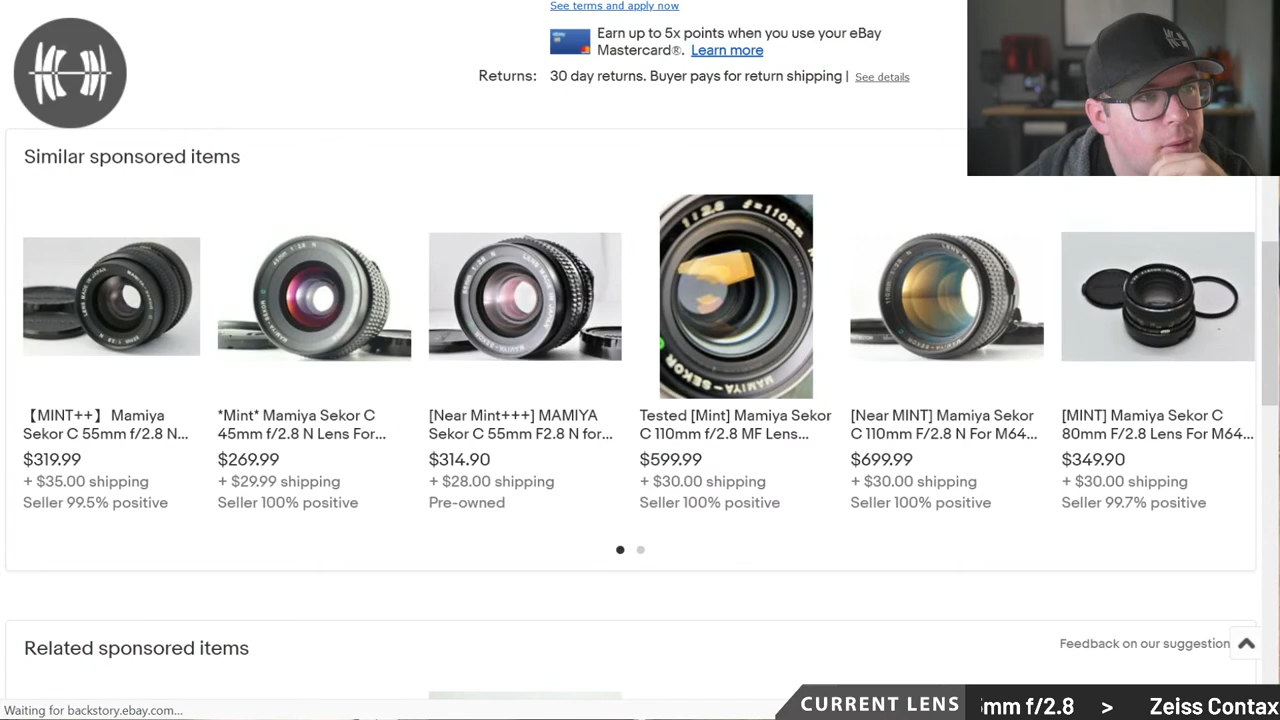 See terms and apply now
Earn up to 5x points when you use your eBay
Mastercard®. Learn more
Returns: 30 day returns. Buyer pays for return shipping | See details
Similar sponsored items
【MINT++】 Mamiya
Sekor C 55mm f/2.8 N...
$319.99
+ $35.00 shipping
Seller 99.5% positive
*Mint* Mamiya Sekor C
45mm f/2.8 N Lens For...
$269.99
+ $29.99 shipping
Seller 100% positive
[Near Mint+++] MAMIYA
Sekor C 55mm F2.8 N for...
$314.90
+ $28.00 shipping
Pre-owned
Tested [Mint] Mamiya Sekor
C 110mm f/2.8 MF Lens...
$599.99
+ $30.00 shipping
Seller 100% positive
[Near MINT] Mamiya Sekor
C 110mm F/2.8 N For M64...
$699.99
+ $30.00 shipping
Seller 100% positive
[MINT] Mamiya Sekor C
80mm F/2.8 Lens For M64...
$349.90
+ $30.00 shipping
Seller 99.7% positive
Related sponsored items
Feedback on our suggestion
Waiting for backstory.ebay.com...
CURRENT LENS
5mm f/2.8 > Zeiss Contax